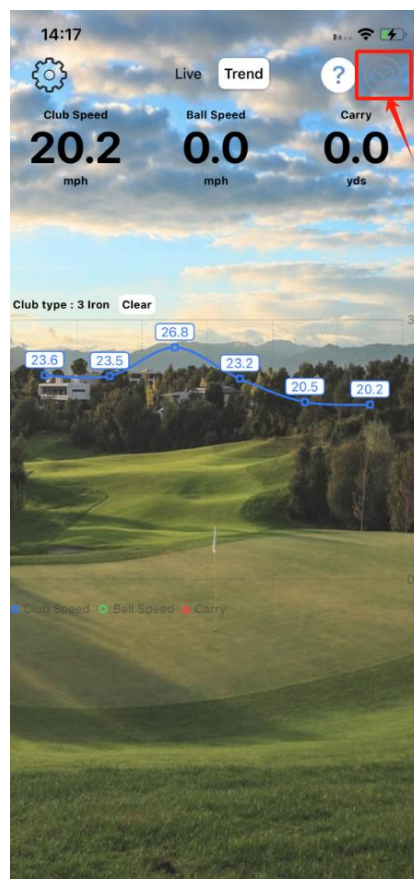 14:17
Live Trend ?
Club Speed Ball Speed Carry
20.2 0.0 0.0
mph mph yds
Club type : 3 Iron Clear
3
26.8
23.6 23.5 23.2
20.5 20.2
0
Club Speed Ball Speed Carry